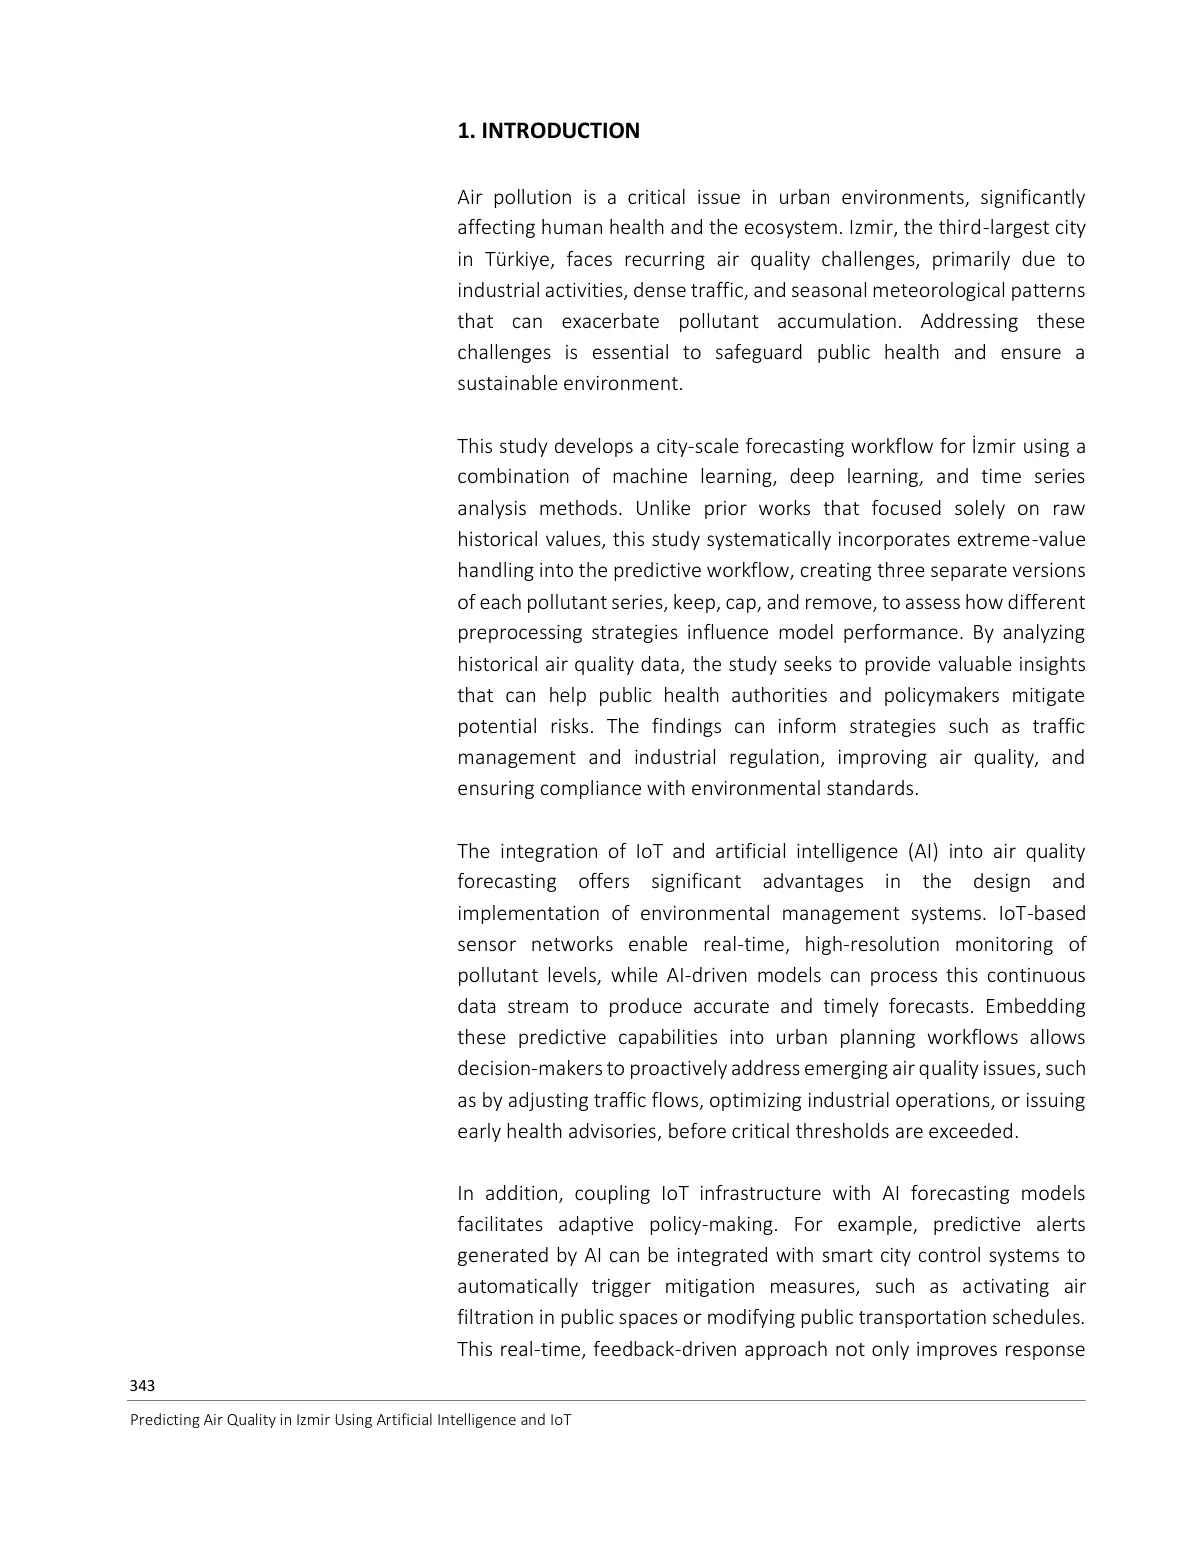 1. INTRODUCTION
Air pollution is a critical issue in urban environments, significantly
affecting human health and the ecosystem. Izmir, the third-largest city
in Türkiye, faces recurring air quality challenges, primarily due to
industrial activities, dense traffic, and seasonal meteorological patterns
that can exacerbate pollutant accumulation. Addressing these
challenges is essential to safeguard public health and ensure a
sustainable environment.
This study develops a city-scale forecasting workflow for İzmir using a
combination of machine learning, deep learning, and time series
analysis methods. Unlike prior works that focused solely on raw
historical values, this study systematically incorporates extreme-value
handling into the predictive workflow, creating three separate versions
of each pollutant series, keep, cap, and remove, to assess how different
preprocessing strategies influence model performance. By analyzing
historical air quality data, the study seeks to provide valuable insights
that can help public health authorities and policymakers mitigate
potential risks. The findings can inform strategies such as traffic
management and industrial regulation, improving air quality, and
ensuring compliance with environmental standards.
The integration of IoT and artificial intelligence (AI) into air quality
forecasting offers significant advantages in the design and
implementation of environmental management systems. IoT-based
sensor networks enable real-time, high-resolution monitoring of
pollutant levels, while AI-driven models can process this continuous
data stream to produce accurate and timely forecasts. Embedding
these predictive capabilities into urban planning workflows allows
decision-makers to proactively address emerging air quality issues, such
as by adjusting traffic flows, optimizing industrial operations, or issuing
early health advisories, before critical thresholds are exceeded.
In addition, coupling IoT infrastructure with AI forecasting models
facilitates adaptive policy-making. For example, predictive alerts
generated by AI can be integrated with smart city control systems to
automatically trigger mitigation measures, such as activating air
filtration in public spaces or modifying public transportation schedules.
This real-time, feedback-driven approach not only improves response
343
Predicting Air Quality in Izmir Using Artificial Intelligence and IoT